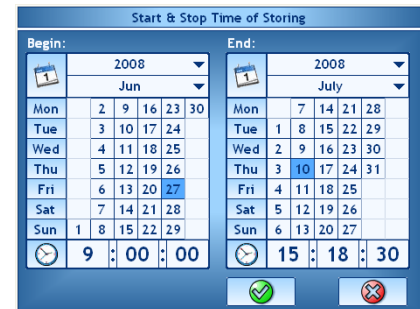 Start & Stop Time of Storing
Begin:
1
2008
Jun
Mon 2 9 16 23 30
Tue 3 10 17 24
Wed 4 11 18 25
Thu 5 12 19 26
Fri 6 13 20 27
Sat 7 14 21 28
Sun 1 8 15 22 29
9 : 00 : 00
End:
1
2008
July
Mon 7 14 21 28
Tue 1 8 15 22 29
Wed 2 9 16 23 30
Thu 3 10 17 24 31
Fri 4 11 18 25
Sat 5 12 19 26
Sun 6 13 20 27
15 : 18 : 30